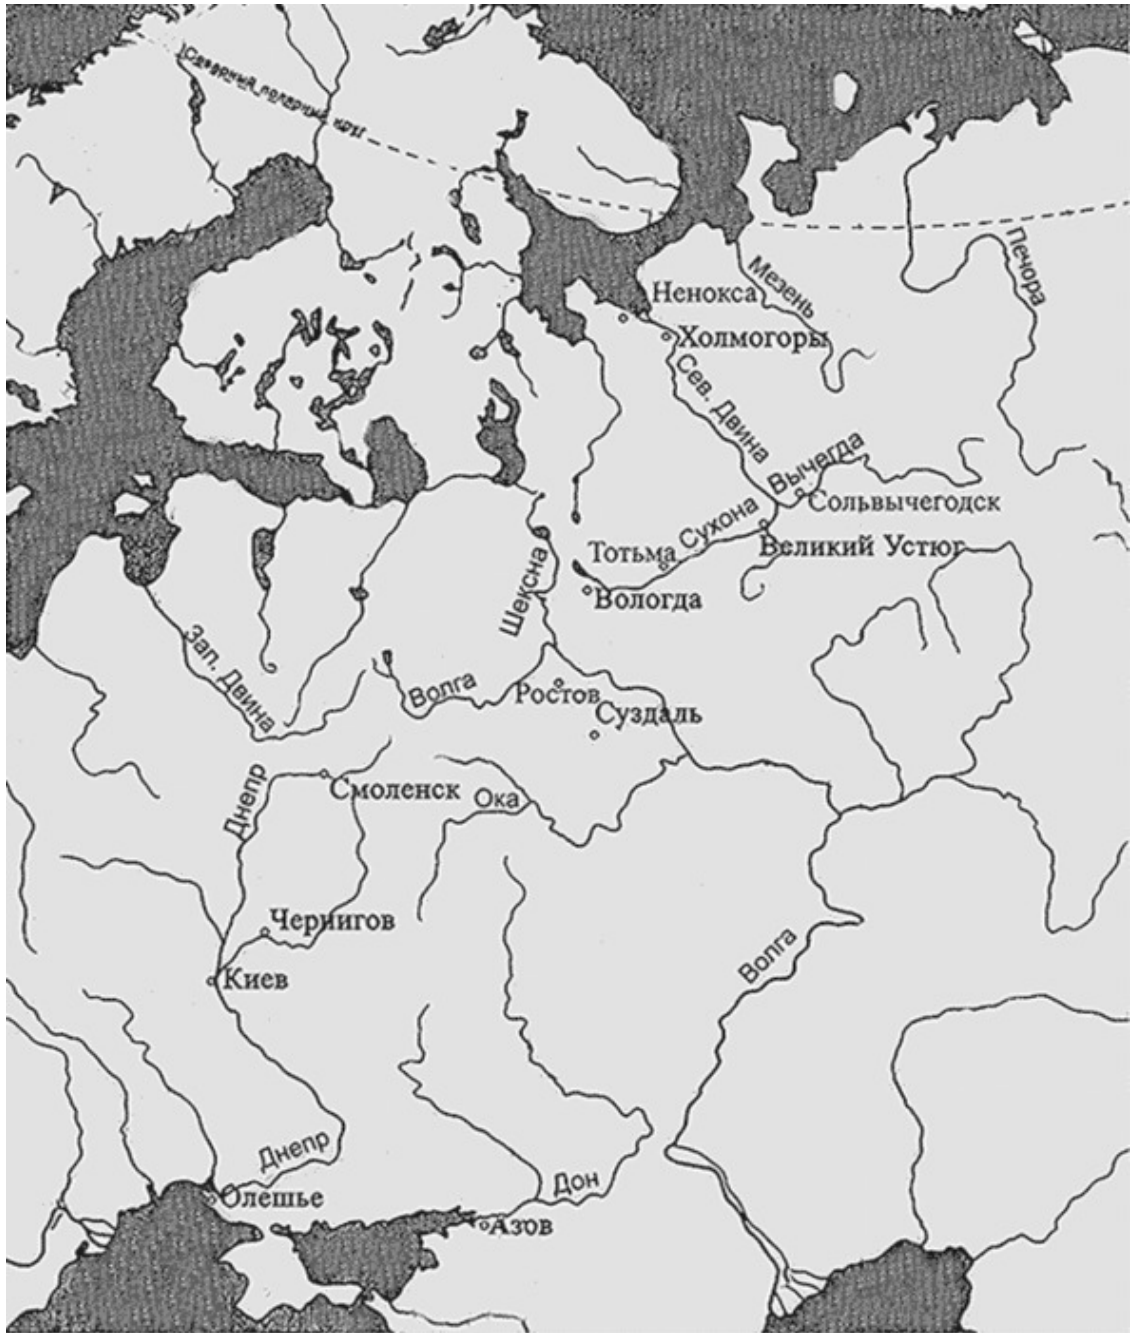 Северный полярный круг
Печора
Мезень
Ненокса
Холмогоры
Сев. Двина
Вычегда
Сольвычегодск
Сухона
Великий Устюг
Тотьма
Вологда
Шексна
Зап. Двина
Волга
Ростов
Суздаль
Днепр
Смоленск
Ока
Чернигов
Волга
Киев
Днепр
Дон
Олешье
Азов